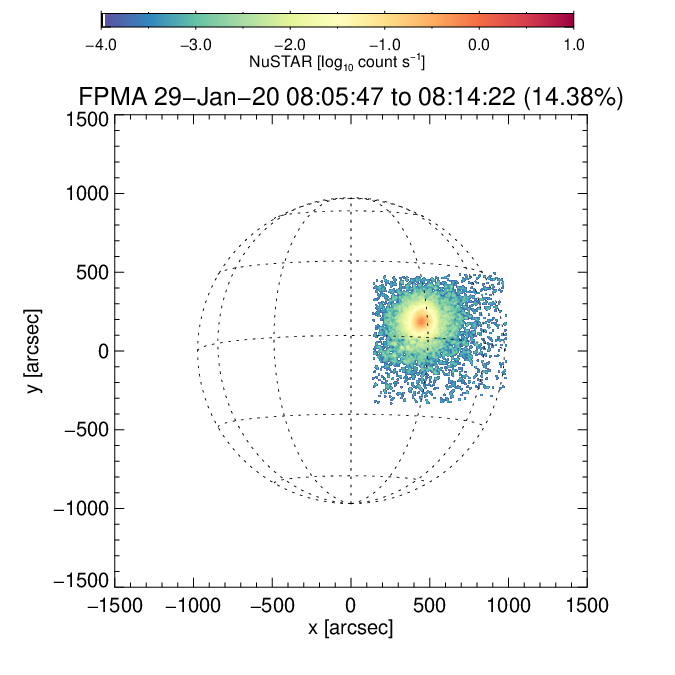 −4.0 −3.0 −2.0 −1.0 0.0 1.0
NuSTAR [log₁₀ count s⁻¹]
FPMA 29−Jan−20 08:05:47 to 08:14:22 (14.38%)
1500
1000
500
0
−500
−1000
−1500
y [arcsec]
−1500 −1000 −500 0 500 1000 1500
x [arcsec]